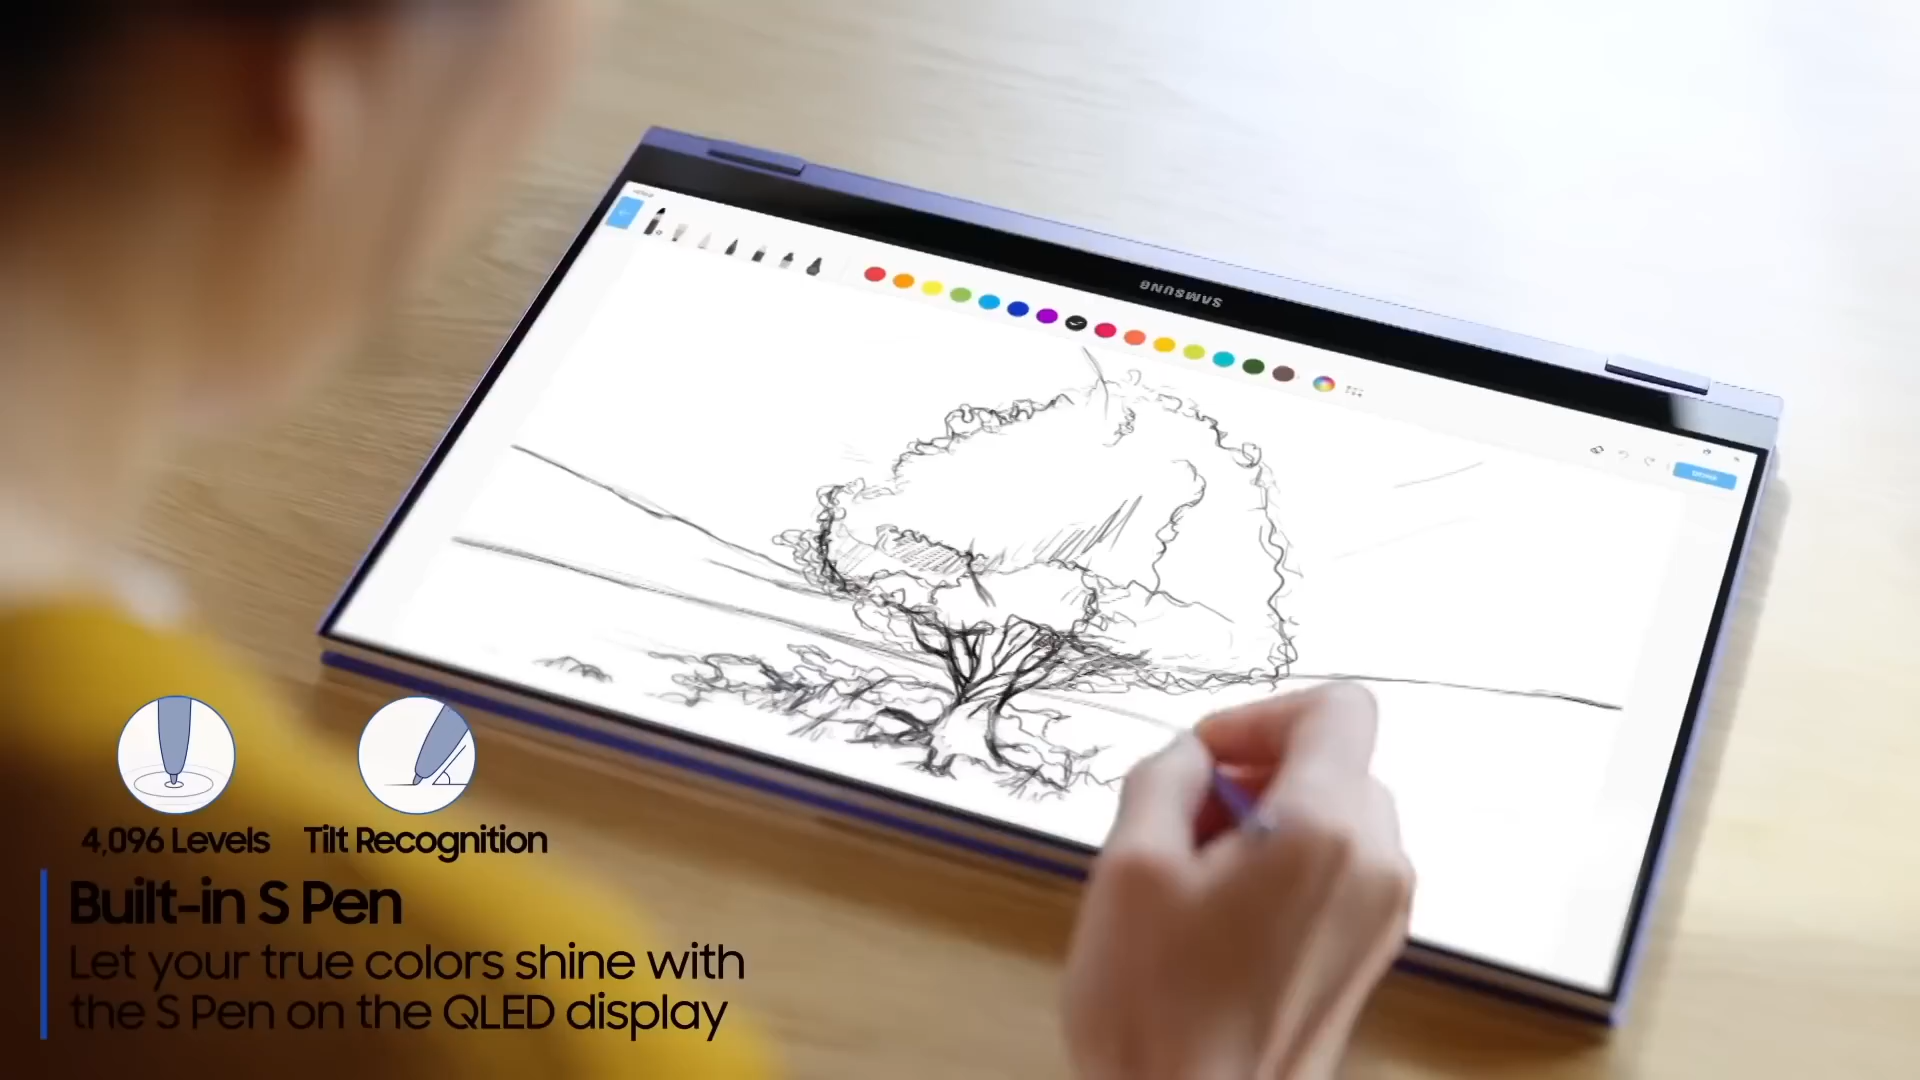 SAMSUNG
4,096 Levels
Tilt Recognition
Built-in S Pen
Let your true colors shine with
the S Pen on the QLED display